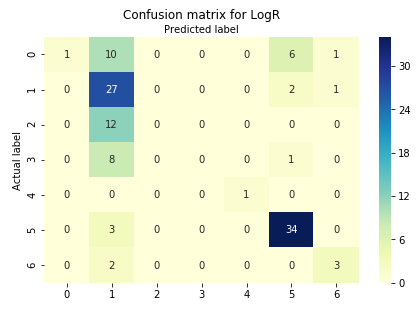 Confusion matrix for LogR
Predicted label
Actual label
0 1 10 0 0 0 6 1
1 0 27 0 0 0 2 1
2 0 12 0 0 0 0 0
3 0 8 0 0 0 1 0
4 0 0 0 0 1 0 0
5 0 3 0 0 0 34 0
6 0 2 0 0 0 0 3
0 1 2 3 4 5 6
30
24
18
12
6
0